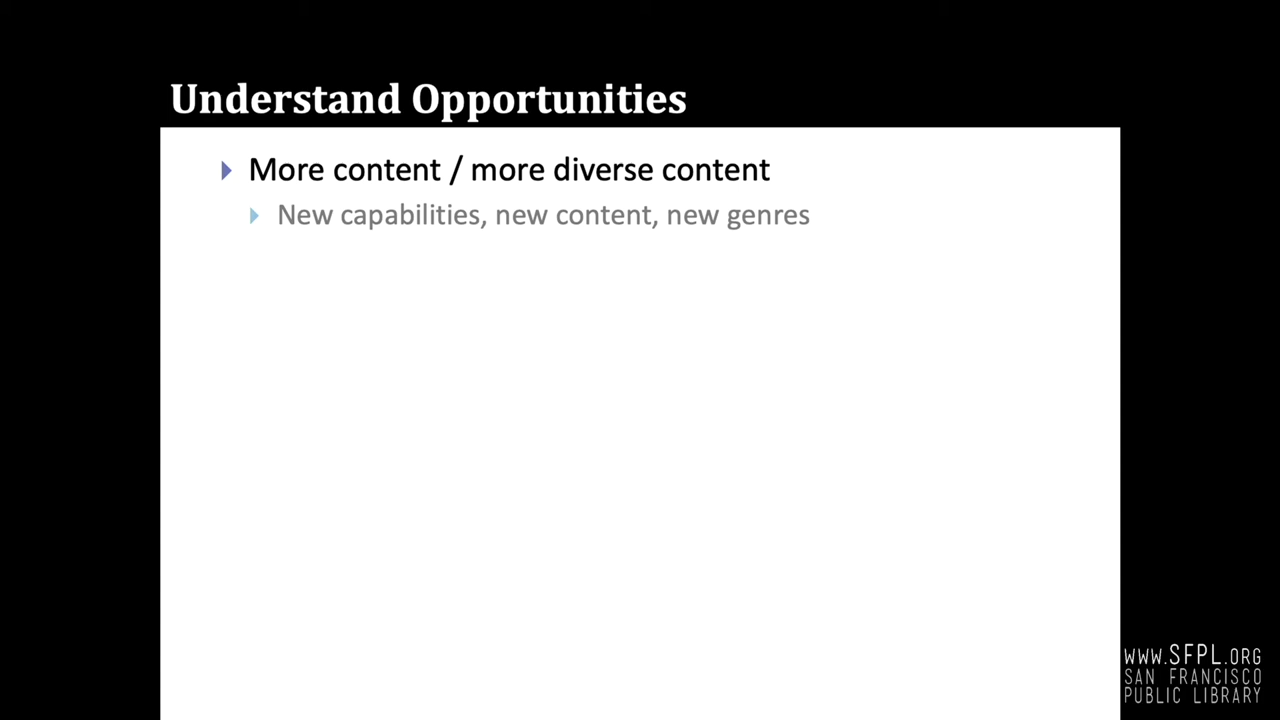 Understand Opportunities
More content / more diverse content
New capabilities, new content, new genres
WWW.SFPL.ORG
SAN FRANCISCO
PUBLIC LIBRARY